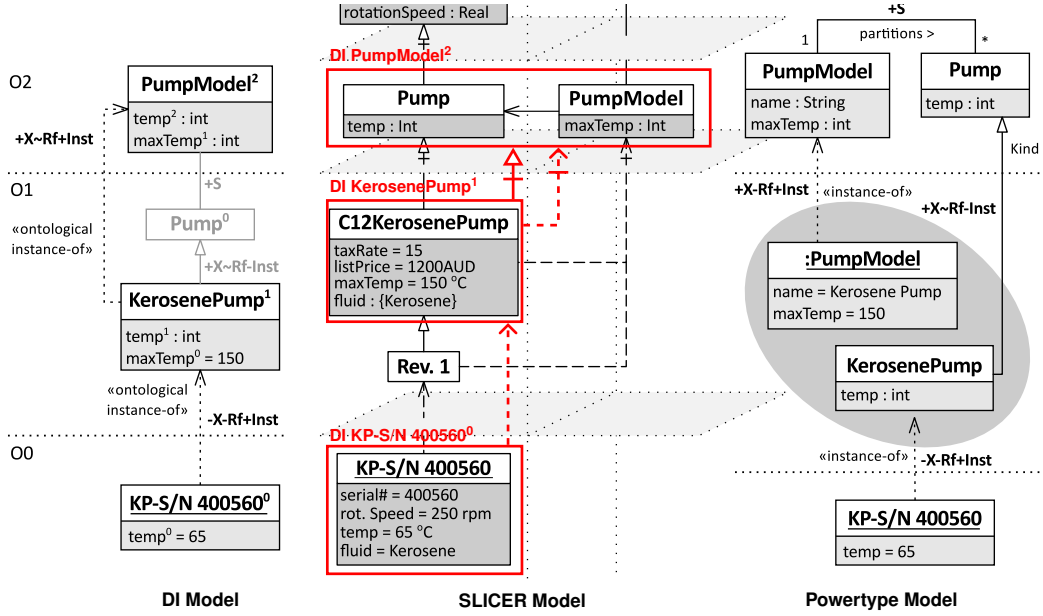 O2
O1
O0
PumpModel²
temp² : int
maxTemp¹ : int
+X~Rf+Inst
+S
Pump⁰
«ontological
instance-of»
+X~Rf-Inst
KerosenePump¹
temp¹ : int
maxTemp⁰ = 150
«ontological
instance-of»
-X-Rf+Inst
KP-S/N 400560⁰
temp⁰ = 65
DI Model
rotationSpeed : Real
DI PumpModel²
Pump
temp : Int
PumpModel
maxTemp : Int
DI KerosenePump¹
C12KerosenePump
taxRate = 15
listPrice = 1200AUD
maxTemp = 150 °C
fluid : {Kerosene}
Rev. 1
DI KP-S/N 400560⁰
KP-S/N 400560
serial# = 400560
rot. Speed = 250 rpm
temp = 65 °C
fluid = Kerosene
SLICER Model
+S
1
partitions >
*
PumpModel
name : String
maxTemp : int
Pump
temp : int
Kind
+X-Rf+Inst
«instance-of»
+X~Rf-Inst
:PumpModel
name = Kerosene Pump
maxTemp = 150
KerosenePump
temp : int
«instance-of»
-X-Rf+Inst
KP-S/N 400560
temp = 65
Powertype Model